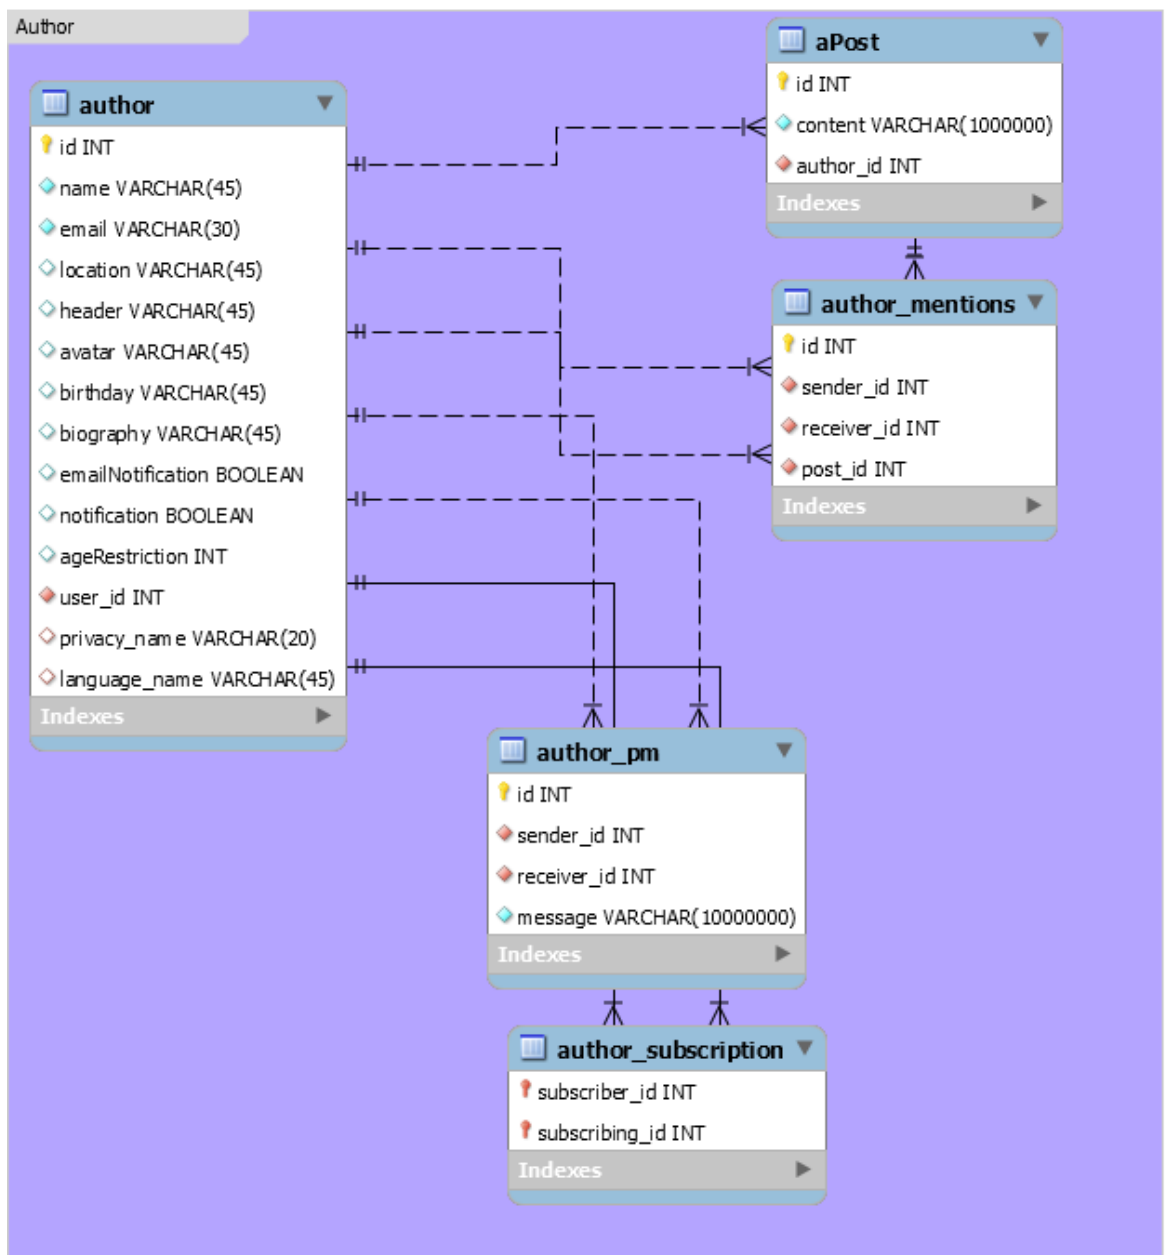 Author
author
id INT
name VARCHAR(45)
email VARCHAR(30)
location VARCHAR(45)
header VARCHAR(45)
avatar VARCHAR(45)
birthday VARCHAR(45)
biography VARCHAR(45)
emailNotification BOOLEAN
notification BOOLEAN
ageRestriction INT
user_id INT
privacy_name VARCHAR(20)
language_name VARCHAR(45)
Indexes
aPost
id INT
content VARCHAR(1000000)
author_id INT
Indexes
author_mentions
id INT
sender_id INT
receiver_id INT
post_id INT
Indexes
author_pm
id INT
sender_id INT
receiver_id INT
message VARCHAR(10000000)
Indexes
author_subscription
subscriber_id INT
subscribing_id INT
Indexes